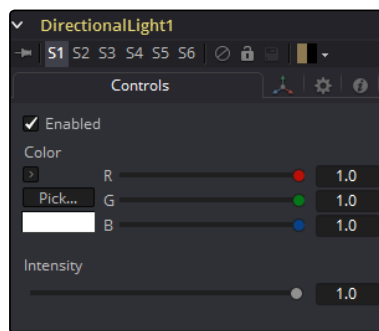 DirectionalLight1
S1 S2 S3 S4 S5 S6
Controls
Enabled
Color
R 1.0
Pick... G 1.0
B 1.0
Intensity
1.0